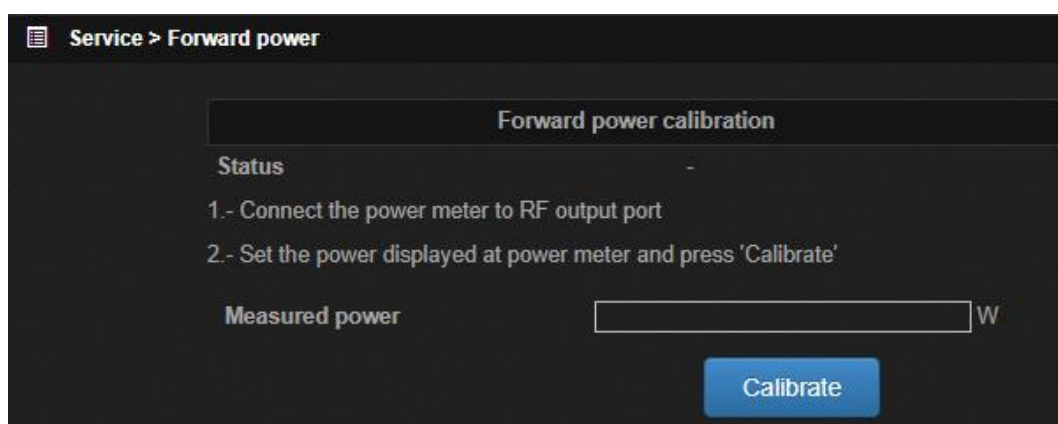 Service > Forward power
Forward power calibration
Status -
1.- Connect the power meter to RF output port
2.- Set the power displayed at power meter and press 'Calibrate'
Measured power W
Calibrate